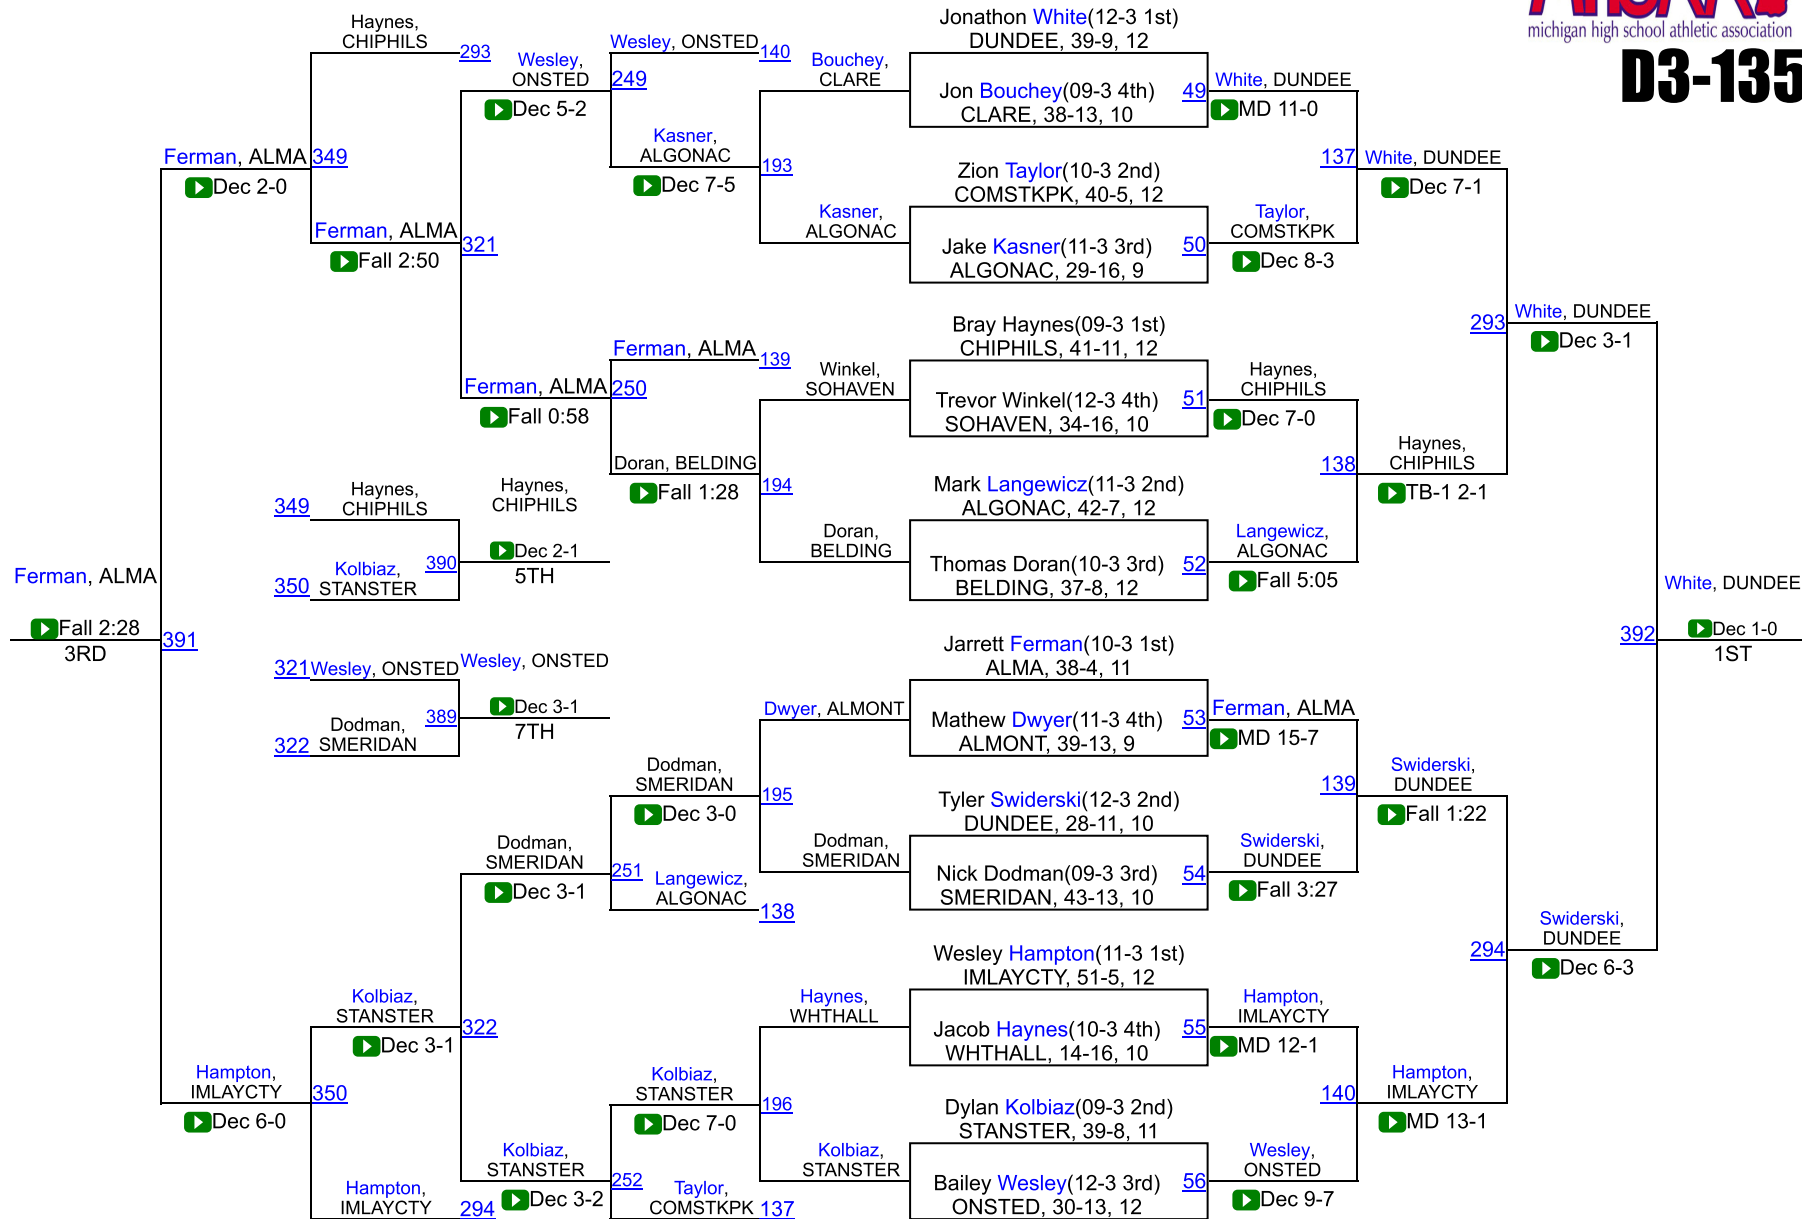 michigan high school athletic association
D3-135
Haynes,
CHIPHILS
293
Ferman, ALMA
349
Dec 2-0
Ferman, ALMA
Fall 2:50
321
Wesley,
ONSTED
Dec 5-2
249
Wesley, ONSTED
140
Kasner,
ALGONAC
Dec 7-5
193
Bouchey,
CLARE
Kasner,
ALGONAC
Jonathon White(12-3 1st)
DUNDEE, 39-9, 12
Jon Bouchey(09-3 4th)
CLARE, 38-13, 10
49
White, DUNDEE
MD 11-0
Zion Taylor(10-3 2nd)
COMSTKPK, 40-5, 12
Jake Kasner(11-3 3rd)
ALGONAC, 29-16, 9
50
Taylor,
COMSTKPK
Dec 8-3
137
White, DUNDEE
Dec 7-1
Ferman, ALMA
Fall 0:58
250
Ferman, ALMA
139
Doran, BELDING
Fall 1:28
194
Winkel,
SOHAVEN
Doran,
BELDING
Bray Haynes(09-3 1st)
CHIPHILS, 41-11, 12
Trevor Winkel(12-3 4th)
SOHAVEN, 34-16, 10
51
Haynes,
CHIPHILS
Dec 7-0
Mark Langewicz(11-3 2nd)
ALGONAC, 42-7, 12
Thomas Doran(10-3 3rd)
BELDING, 37-8, 12
52
Langewicz,
ALGONAC
Fall 5:05
138
Haynes,
CHIPHILS
TB-1 2-1
293
White, DUNDEE
Dec 3-1
349
Haynes,
CHIPHILS
350
Kolbiaz,
STANSTER
390
Haynes,
CHIPHILS
Dec 2-1
5TH
Ferman, ALMA
Fall 2:28
3RD
391
321
Wesley, ONSTED
322
Dodman,
SMERIDAN
389
Wesley, ONSTED
Dec 3-1
7TH
392
White, DUNDEE
Dec 1-0
1ST
Dodman,
SMERIDAN
Dec 3-1
251
Dodman,
SMERIDAN
Dec 3-0
195
Langewicz,
ALGONAC
138
Dwyer, ALMONT
Dodman,
SMERIDAN
Jarrett Ferman(10-3 1st)
ALMA, 38-4, 11
Mathew Dwyer(11-3 4th)
ALMONT, 39-13, 9
53
Ferman, ALMA
MD 15-7
Tyler Swiderski(12-3 2nd)
DUNDEE, 28-11, 10
Nick Dodman(09-3 3rd)
SMERIDAN, 43-13, 10
54
Swiderski,
DUNDEE
Fall 3:27
139
Swiderski,
DUNDEE
Fall 1:22
294
Swiderski,
DUNDEE
Dec 6-3
Hampton,
IMLAYCTY
Dec 6-0
350
Kolbiaz,
STANSTER
Dec 3-1
322
Hampton,
IMLAYCTY
294
Kolbiaz,
STANSTER
Dec 3-2
252
Kolbiaz,
STANSTER
Dec 7-0
196
Taylor,
COMSTKPK
137
Haynes,
WHTHALL
Kolbiaz,
STANSTER
Wesley Hampton(11-3 1st)
IMLAYCTY, 51-5, 12
Jacob Haynes(10-3 4th)
WHTHALL, 14-16, 10
55
Hampton,
IMLAYCTY
MD 12-1
Dylan Kolbiaz(09-3 2nd)
STANSTER, 39-8, 11
Bailey Wesley(12-3 3rd)
ONSTED, 30-13, 12
56
Wesley,
ONSTED
Dec 9-7
140
Hampton,
IMLAYCTY
MD 13-1